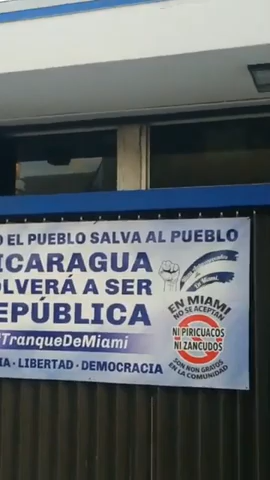 O EL PUEBLO SALVA AL PUEBLO
ICARAGUA
OLVERÁ A SER
EPÚBLICA
#TranqueDeMiami
IA · LIBERTAD · DEMOCRACIA
EN MIAMI
NO SE ACEPTAN
NI PIRICUACOS
NI ZANCUDOS
SON NON GRATOS
EN LA COMUNIDAD